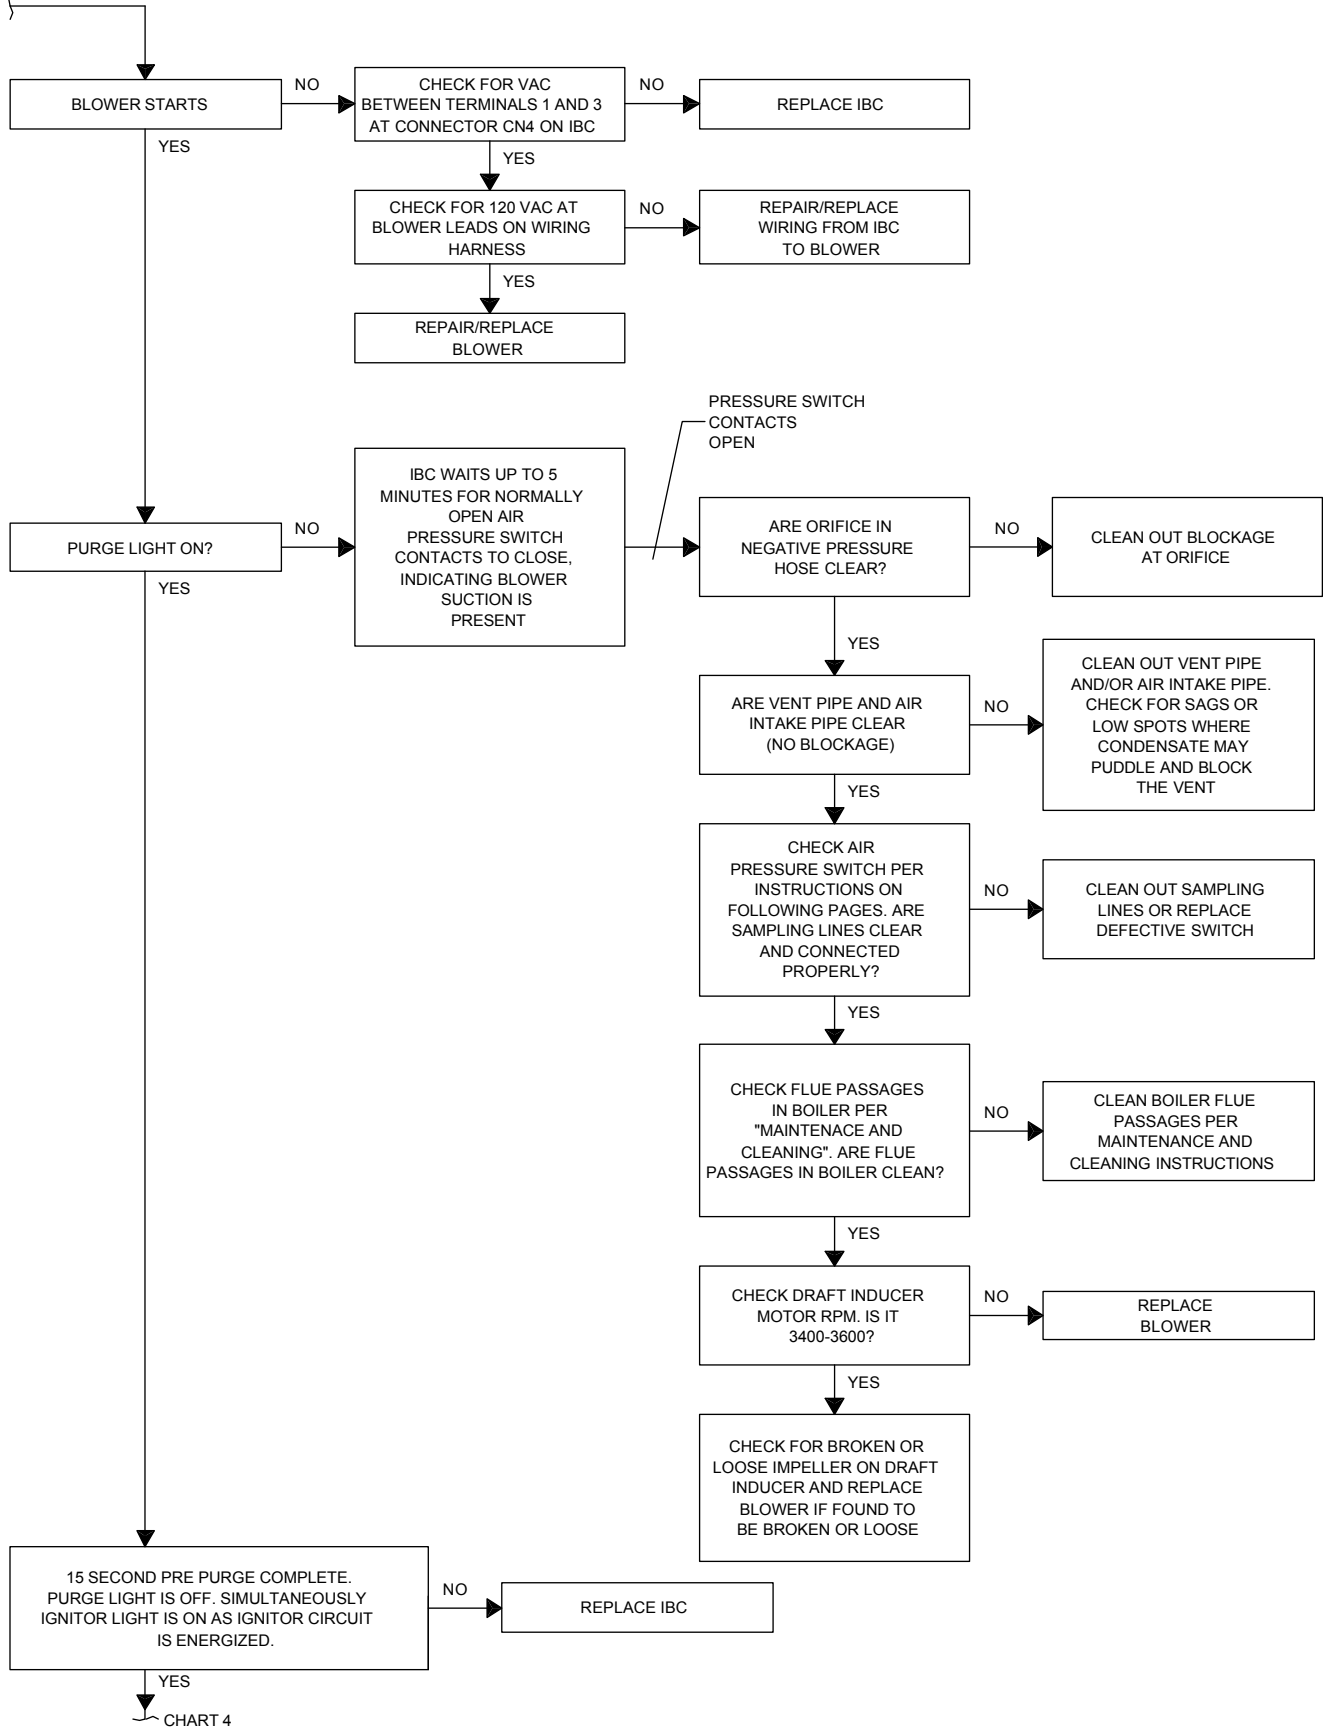 BLOWER STARTS
NO
CHECK FOR VAC
BETWEEN TERMINALS 1 AND 3
AT CONNECTOR CN4 ON IBC
NO
REPLACE IBC
YES
YES
CHECK FOR 120 VAC AT
BLOWER LEADS ON WIRING
HARNESS
NO
REPAIR/REPLACE
WIRING FROM IBC
TO BLOWER
YES
REPAIR/REPLACE
BLOWER
PRESSURE SWITCH
CONTACTS
OPEN
PURGE LIGHT ON?
NO
IBC WAITS UP TO 5
MINUTES FOR NORMALLY
OPEN AIR
PRESSURE SWITCH
CONTACTS TO CLOSE,
INDICATING BLOWER
SUCTION IS
PRESENT
ARE ORIFICE IN
NEGATIVE PRESSURE
HOSE CLEAR?
NO
CLEAN OUT BLOCKAGE
AT ORIFICE
YES
YES
ARE VENT PIPE AND AIR
INTAKE PIPE CLEAR
(NO BLOCKAGE)
NO
CLEAN OUT VENT PIPE
AND/OR AIR INTAKE PIPE.
CHECK FOR SAGS OR
LOW SPOTS WHERE
CONDENSATE MAY
PUDDLE AND BLOCK
THE VENT
YES
CHECK AIR
PRESSURE SWITCH PER
INSTRUCTIONS ON
FOLLOWING PAGES. ARE
SAMPLING LINES CLEAR
AND CONNECTED
PROPERLY?
NO
CLEAN OUT SAMPLING
LINES OR REPLACE
DEFECTIVE SWITCH
YES
CHECK FLUE PASSAGES
IN BOILER PER
"MAINTENACE AND
CLEANING". ARE FLUE
PASSAGES IN BOILER CLEAN?
NO
CLEAN BOILER FLUE
PASSAGES PER
MAINTENANCE AND
CLEANING INSTRUCTIONS
YES
CHECK DRAFT INDUCER
MOTOR RPM. IS IT
3400-3600?
NO
REPLACE
BLOWER
YES
CHECK FOR BROKEN OR
LOOSE IMPELLER ON DRAFT
INDUCER AND REPLACE
BLOWER IF FOUND TO
BE BROKEN OR LOOSE
15 SECOND PRE PURGE COMPLETE.
PURGE LIGHT IS OFF. SIMULTANEOUSLY
IGNITOR LIGHT IS ON AS IGNITOR CIRCUIT
IS ENERGIZED.
NO
REPLACE IBC
YES
CHART 4